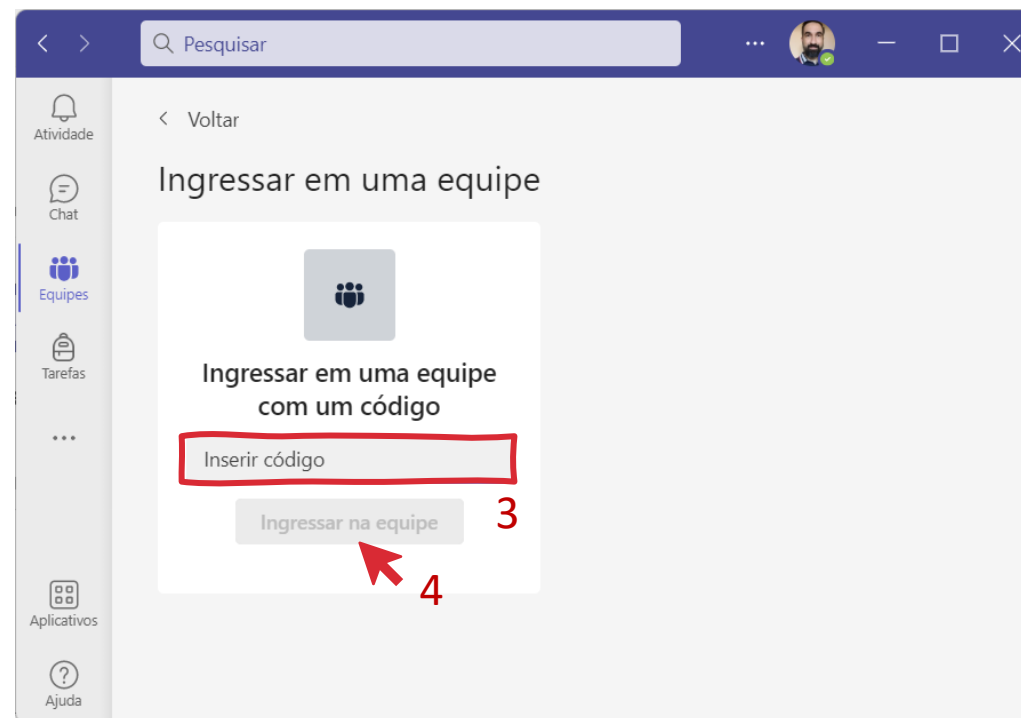 Pesquisar
Atividade
Chat
Equipes
Tarefas
Aplicativos
Ajuda
Voltar
Ingressar em uma equipe
Ingressar em uma equipe
com um código
Inserir código
3
Ingressar na equipe
4